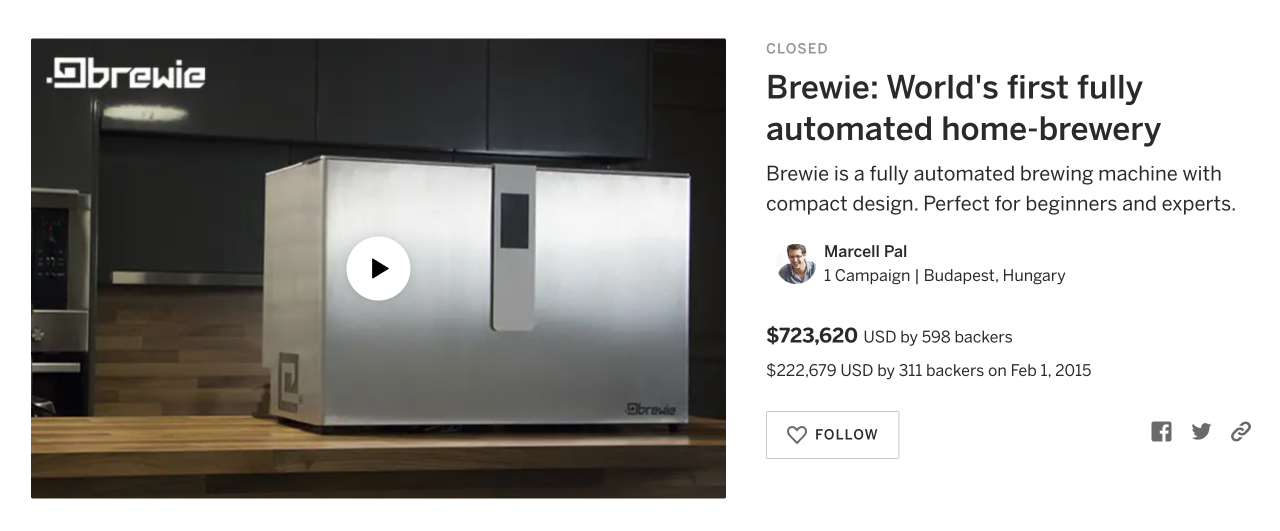 brewie
CLOSED
Brewie: World's first fully
automated home-brewery
Brewie is a fully automated brewing machine with
compact design. Perfect for beginners and experts.
Marcell Pal
1 Campaign | Budapest, Hungary
$723,620 USD by 598 backers
$222,679 USD by 311 backers on Feb 1, 2015
FOLLOW
brewie